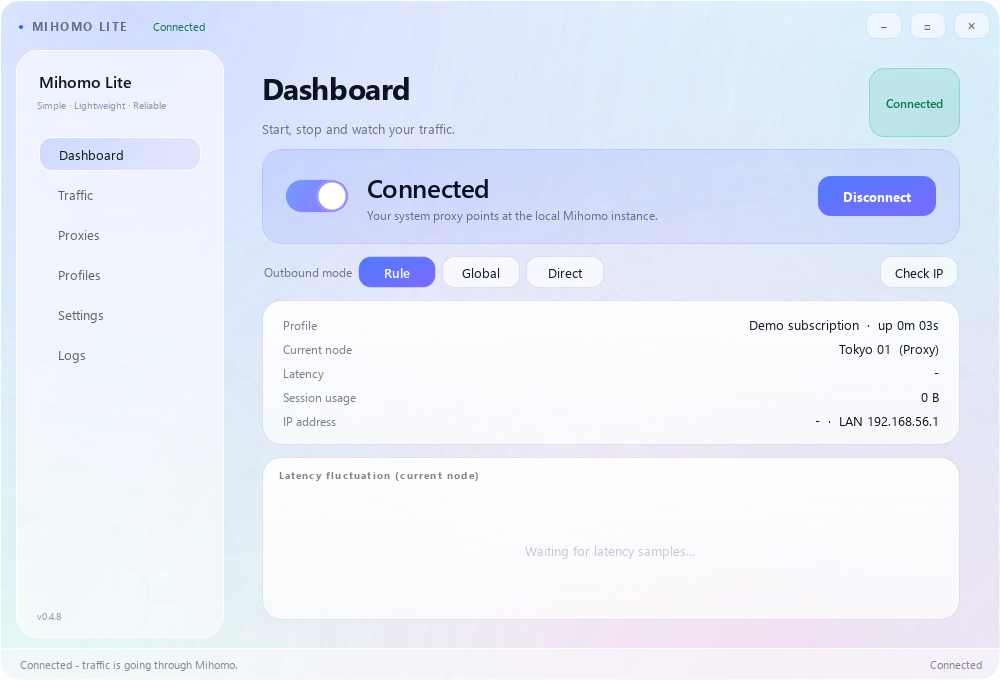 MIHOMO LITE
Connected
Mihomo Lite
Simple · Lightweight · Reliable
Dashboard
Traffic
Proxies
Profiles
Settings
Logs
v0.4.8
Dashboard
Start, stop and watch your traffic.
Connected
Connected
Your system proxy points at the local Mihomo instance.
Disconnect
Outbound mode Rule Global Direct Check IP
Profile Demo subscription · up 0m 03s
Current node Tokyo 01 (Proxy)
Latency -
Session usage 0 B
IP address - · LAN 192.168.56.1
Latency fluctuation (current node)
Waiting for latency samples...
Connected - traffic is going through Mihomo. Connected